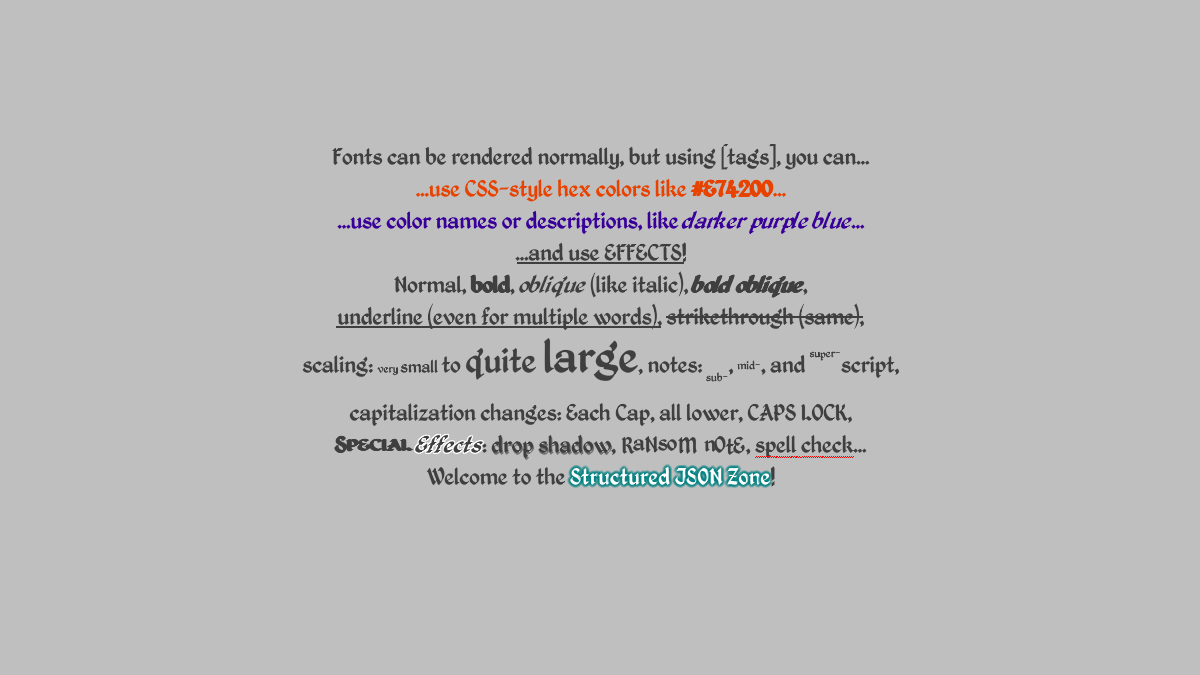 Fonts can be rendered normally, but using [tags], you can...
...use CSS-style hex colors like #E74200...
...use color names or descriptions, like darker purple blue...
...and use EFFECTS!
Normal, bold, oblique (like italic), bold oblique,
underline (even for multiple words), strikethrough (same),
scaling: very small to quite large, notes: sub-, mid-, and super-script,
capitalization changes: Each Cap, all lower, CAPS LOCK,
SPECIAL Effects: drop shadow, RaNsoM nOtE, spell check...
Welcome to the Structured JSON Zone!